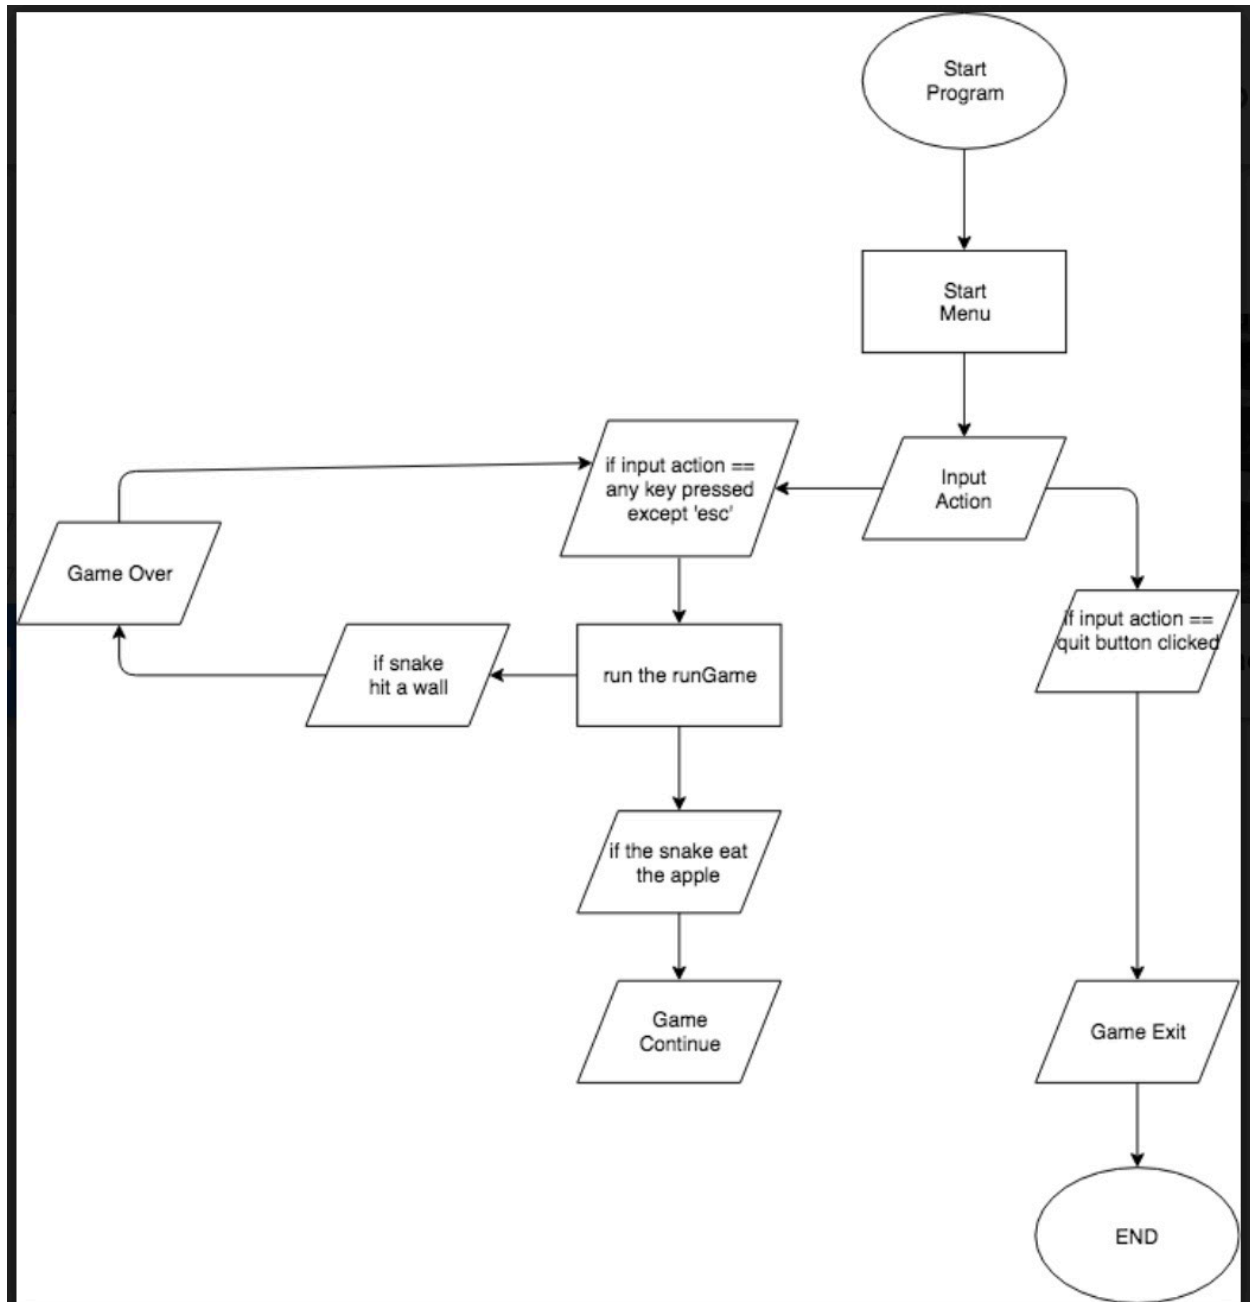 Start
Program
Start
Menu
Input
Action
if input action ==
any key pressed
except 'esc'
if input action ==
quit button clicked
Game Over
if snake
hit a wall
run the runGame
if the snake eat
the apple
Game
Continue
Game Exit
END